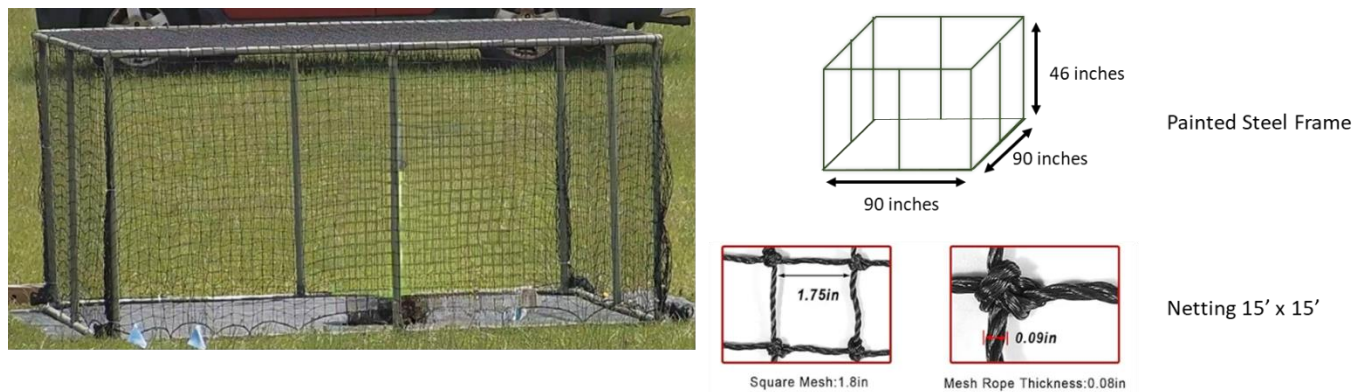 46 inches
Painted Steel Frame
90 inches
90 inches
1.75in
0.09in
Netting 15’ x 15’
Square Mesh:1.8in
Mesh Rope Thickness:0.08in